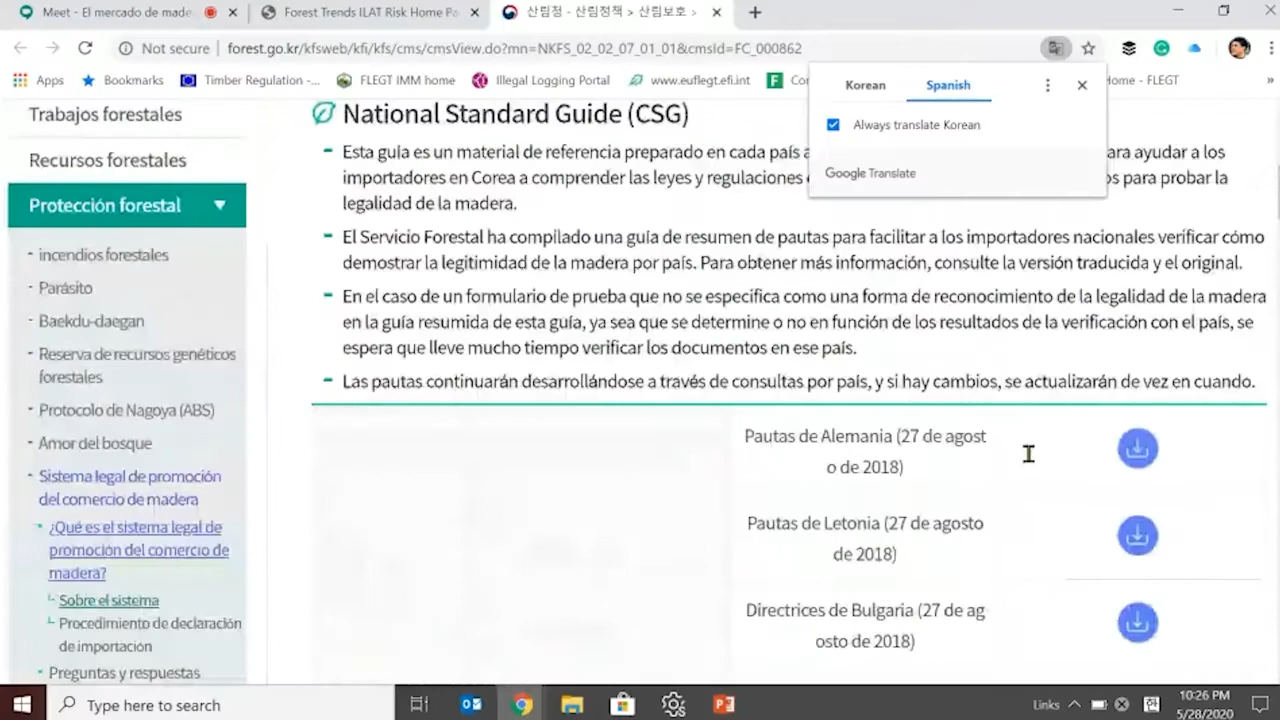 Meet - El mercado de made
Forest Trends ILAT Risk Home Pa
산림청 - 산림정책 > 산림보호 >
Not secure | forest.go.kr/kfsweb/kfi/kfs/cms/cmsView.do?mn=NKFS_02_02_07_01_01&cmsId=FC_000862
Apps
Bookmarks
Timber Regulation -...
FLEGT IMM home
Illegal Logging Portal
www.euflegt.efi.int
Home - FLEGT
»
Korean
Spanish
Always translate Korean
Google Translate
Trabajos forestales
Recursos forestales
Protección forestal
- incendios forestales
- Parásito
- Baekdu-daegan
- Reserva de recursos genéticos
forestales
- Protocolo de Nagoya (ABS)
- Amor del bosque
- Sistema legal de promoción
del comercio de madera
¿Qué es el sistema legal de
promoción del comercio de
madera?
Sobre el sistema
Procedimiento de declaración
de importación
Preguntas y respuestas
National Standard Guide (CSG)
Esta guía es un material de referencia preparado en cada país ara ayudar a los
importadores en Corea a comprender las leyes y regulaciones os para probar la
legalidad de la madera.
El Servicio Forestal ha compilado una guía de resumen de pautas para facilitar a los importadores nacionales verificar cómo
demostrar la legitimidad de la madera por país. Para obtener más información, consulte la versión traducida y el original.
En el caso de un formulario de prueba que no se especifica como una forma de reconocimiento de la legalidad de la madera
en la guía resumida de esta guía, ya sea que se determine o no en función de los resultados de la verificación con el país, se
espera que lleve mucho tiempo verificar los documentos en ese país.
Las pautas continuarán desarrollándose a través de consultas por país, y si hay cambios, se actualizarán de vez en cuando.
Pautas de Alemania (27 de agost
o de 2018)
Pautas de Letonia (27 de agosto
de 2018)
Directrices de Bulgaria (27 de ag
osto de 2018)
Type here to search
Links
10:26 PM
5/28/2020